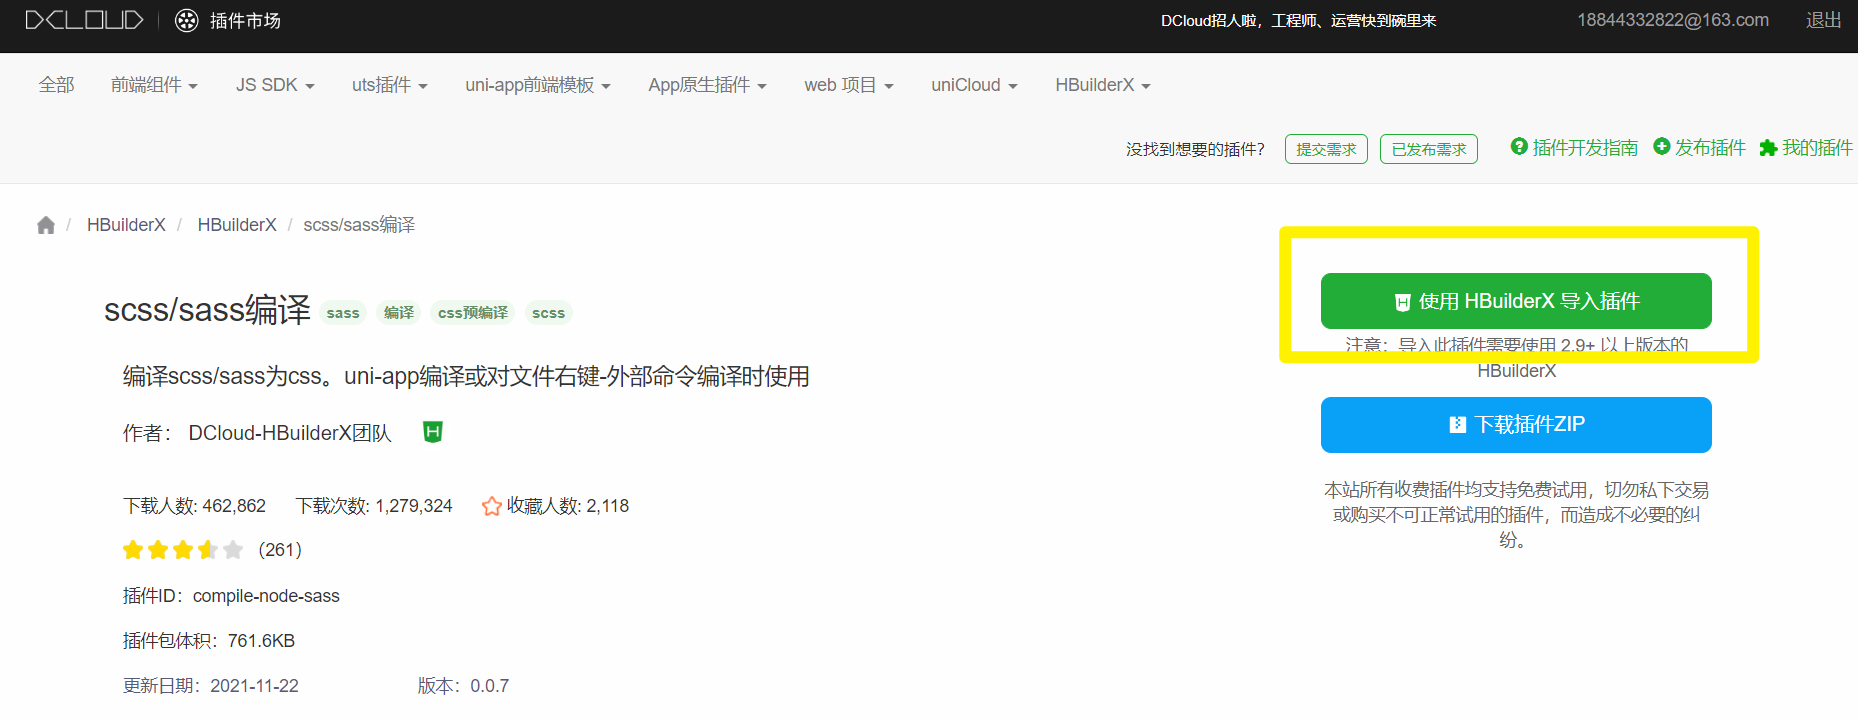 DCLOUD 插件市场 DCloud招人啦，工程师、运营快到碗里来 18844332822@163.com 退出
全部 前端组件 JS SDK uts插件 uni-app前端模板 App原生插件 web 项目 uniCloud HBuilderX
没找到想要的插件？ 提交需求 已发布需求 插件开发指南 发布插件 我的插件
/ HBuilderX / HBuilderX / scss/sass编译
scss/sass编译 sass 编译 css预编译 scss
使用 HBuilderX 导入插件
注意：导入此插件需要使用 2.9+ 以上版本的
HBuilderX
编译scss/sass为css。uni-app编译或对文件右键-外部命令编译时使用
下载插件ZIP
作者： DCloud-HBuilderX团队
本站所有收费插件均支持免费试用，切勿私下交易
或购买不可正常试用的插件，而造成不必要的纠
纷。
下载人数: 462,862 下载次数: 1,279,324 收藏人数: 2,118
（261）
插件ID：compile-node-sass
插件包体积：761.6KB
更新日期：2021-11-22 版本：0.0.7